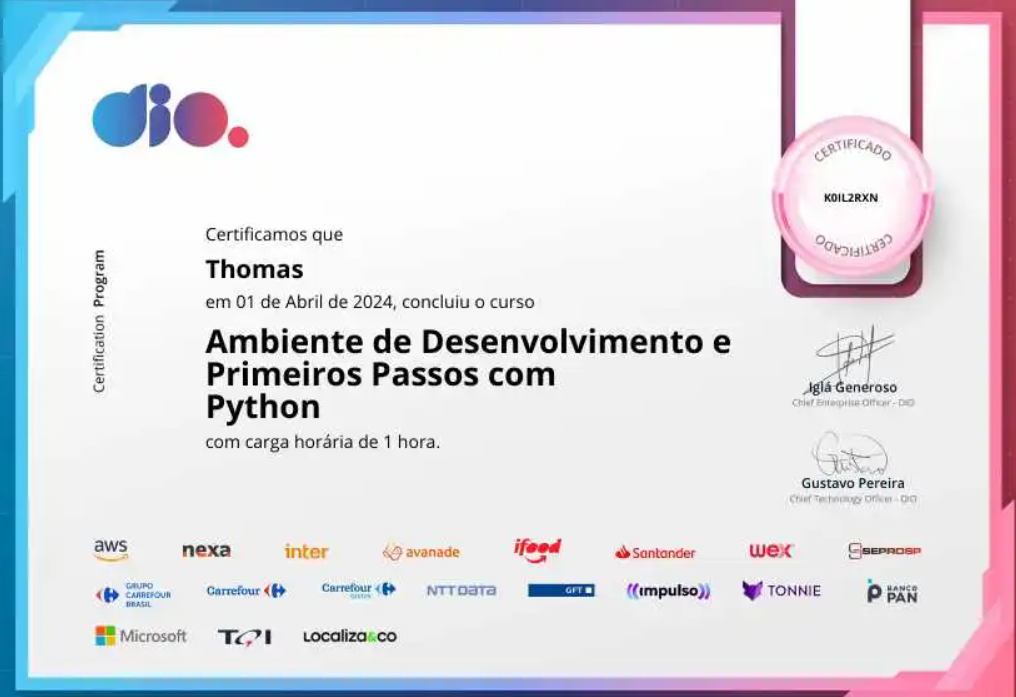 dio.
CERTIFICADO
K0IL2RXN
CERTIFICADO
Certification Program
Certificamos que
Thomas
em 01 de Abril de 2024, concluiu o curso
Ambiente de Desenvolvimento e
Primeiros Passos com
Python
com carga horária de 1 hora.
Iglá Generoso
Chief Enterprise Officer - DIO
Gustavo Pereira
Chief Technology Officer - DIO
aws nexa inter avanade ifood Santander wex SEPROSP
GRUPO
CARREFOUR
BRASIL
Carrefour
Carrefour
NTT DATA
GFT
impulso
TONNIE
BANCO
PAN
Microsoft TQI Localiza&co